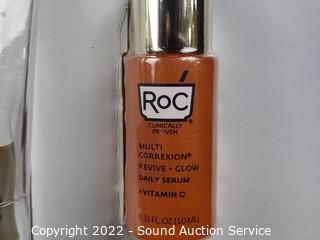 RoC®
CLINICALLY
PROVEN
MULTI
CORREXION®
REVIVE + GLOW
DAILY SERUM
+VITAMIN C
0.33 FL OZ (10 ML)
Copyright 2022 - Sound Auction Service